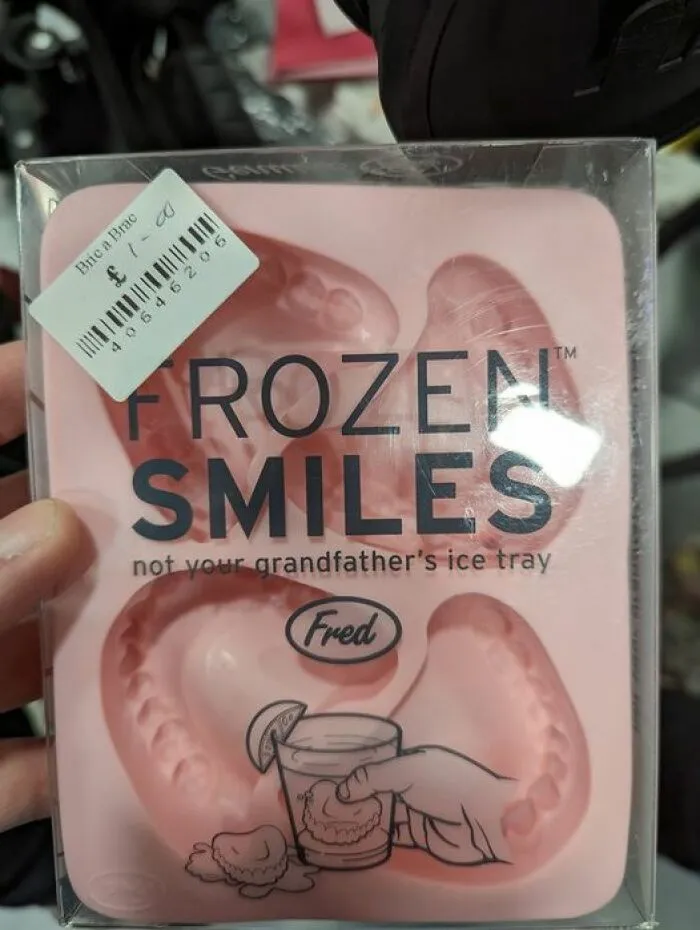 Bric a Brac
£ 1-00
40646206
FROZEN™
SMILES
not your grandfather's ice tray
Fred